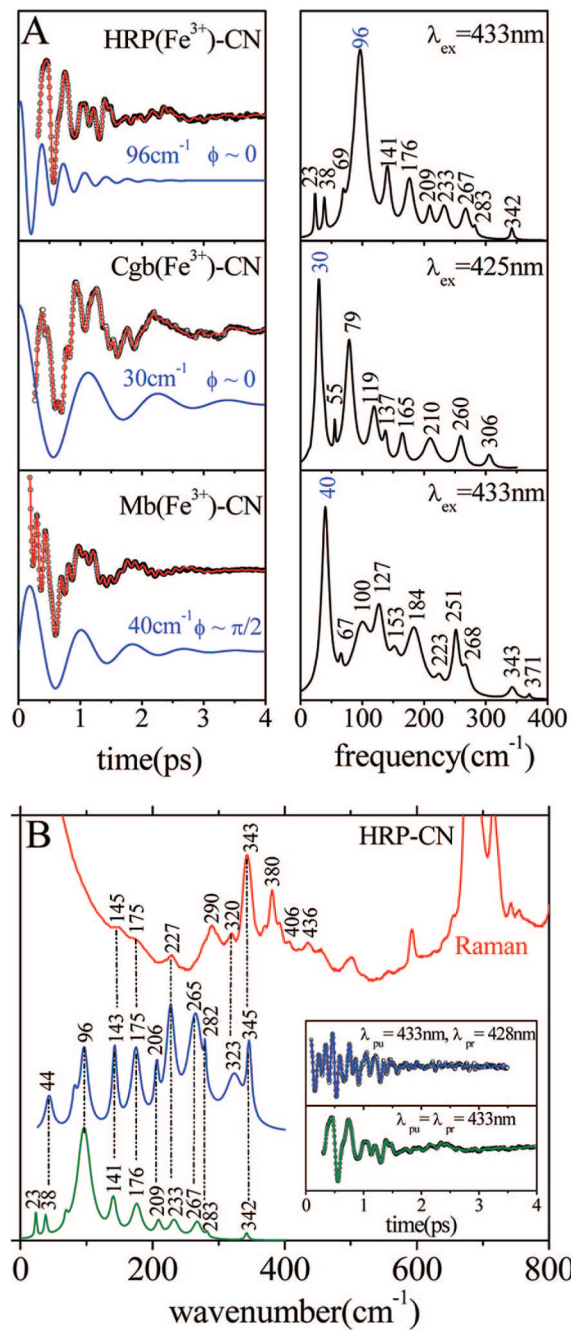 A
HRP(Fe³⁺)-CN
96cm⁻¹ ϕ ~ 0
λex=433nm
23
38
69
96
141
176
209
233
267
283
342
Cgb(Fe³⁺)-CN
30cm⁻¹ ϕ ~ 0
λex=425nm
30
55
79
119
137
165
210
260
306
Mb(Fe³⁺)-CN
40cm⁻¹ ϕ ~ π/2
λex=433nm
40
67
100
127
153
184
223
251
268
343
371
0 2 4
time(ps)
0 100 200 300 400
frequency(cm⁻¹)
B
HRP-CN
145
175
227
290
320
343
380
406
436
Raman
44
96
143
175
206
227
265
282
323
345
23
38
141
176
209
233
267
283
342
λpu=433nm, λpr=428nm
λpu=λpr=433nm
0 1 2 3 4
time(ps)
0 200 400 600 800
wavenumber(cm⁻¹)